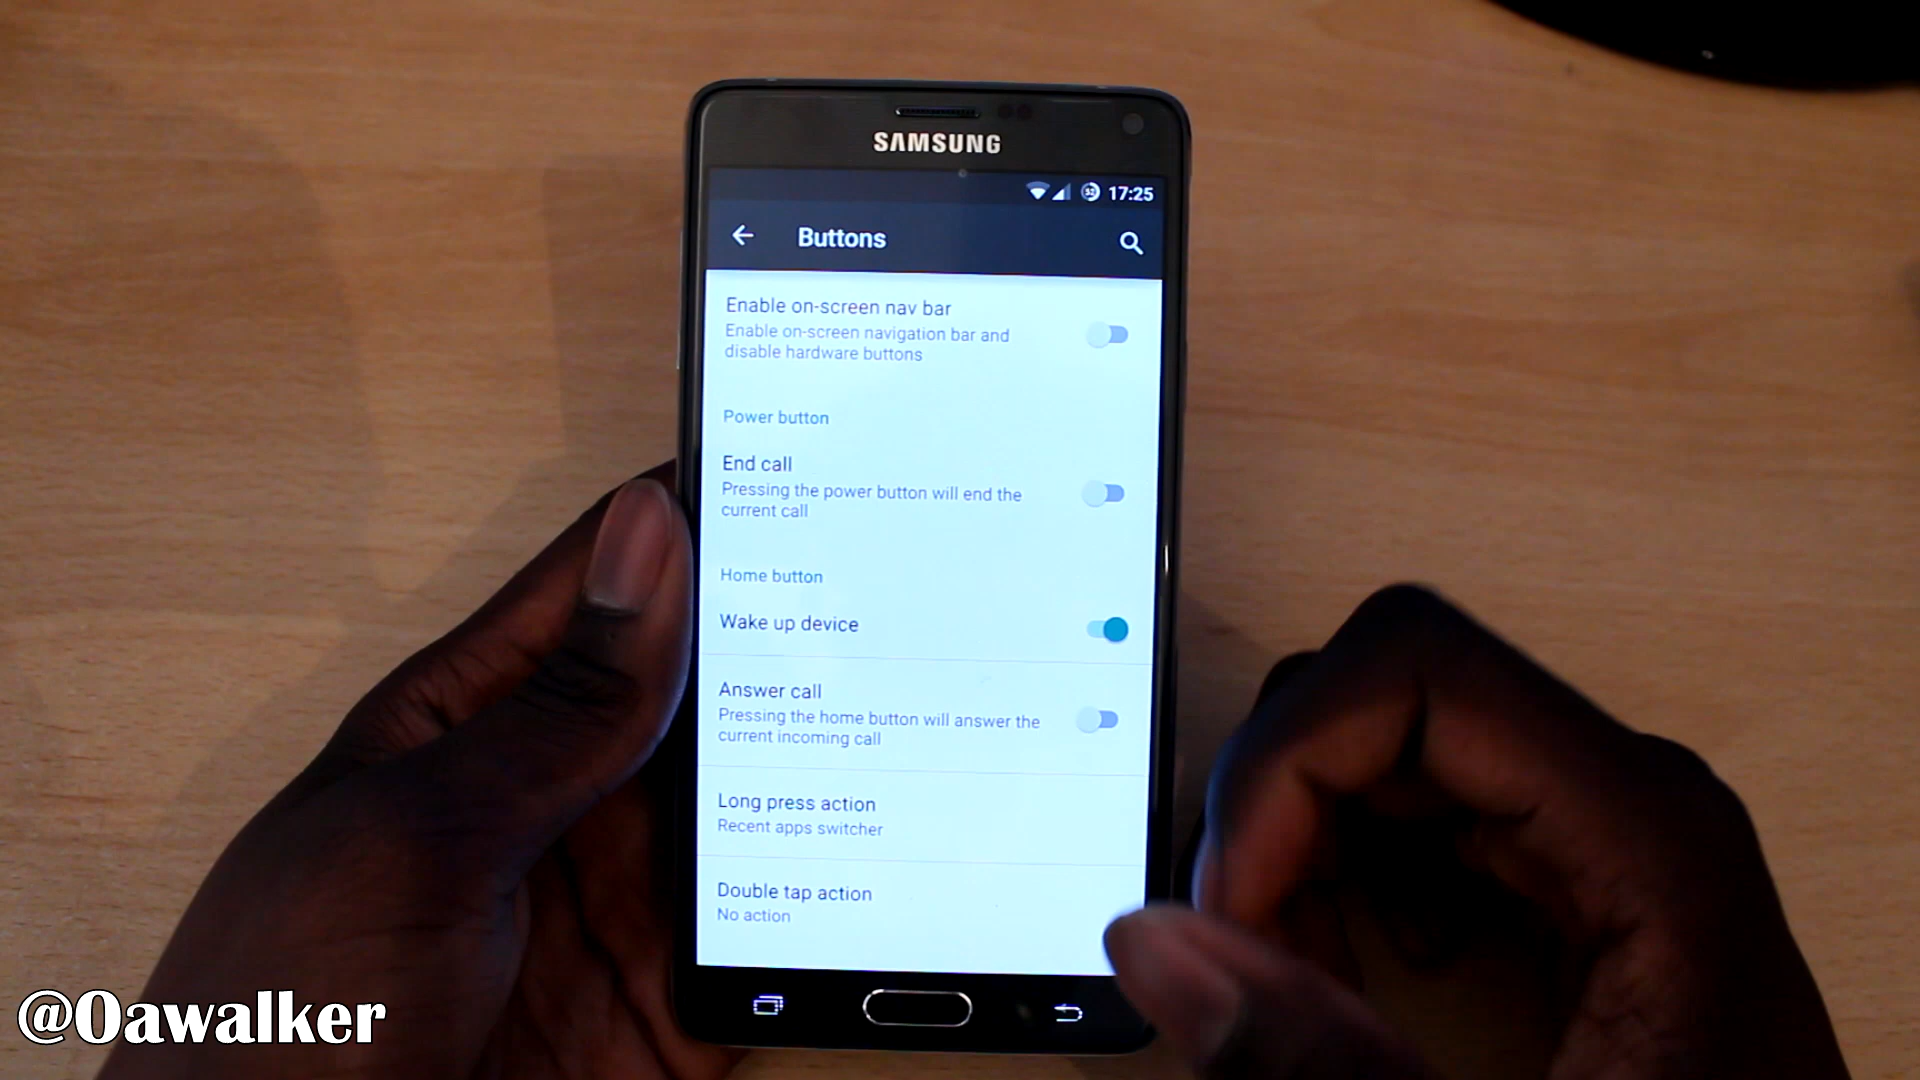 SAMSUNG
52 17:25
Buttons
Enable on-screen nav bar
Enable on-screen navigation bar and
disable hardware buttons
Power button
End call
Pressing the power button will end the
current call
Home button
Wake up device
Answer call
Pressing the home button will answer the
current incoming call
Long press action
Recent apps switcher
Double tap action
No action
@0awalker